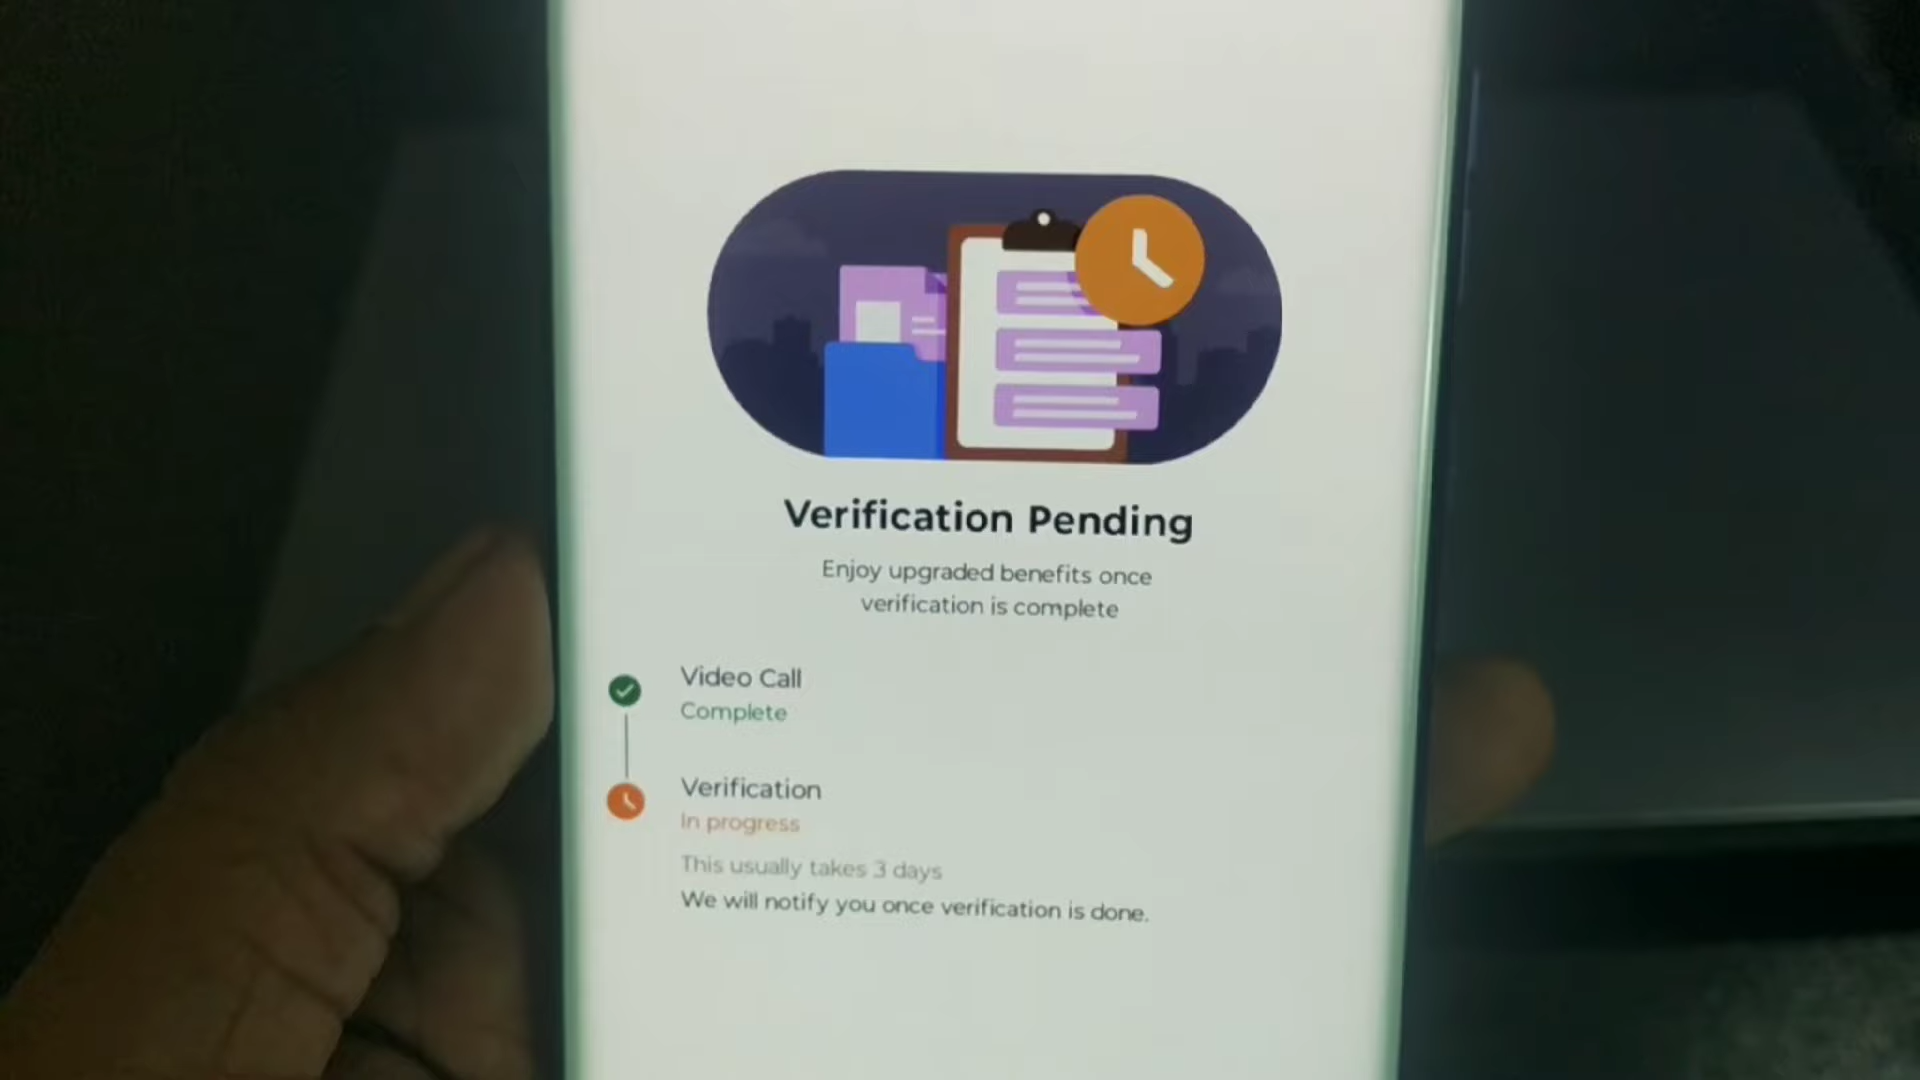 Verification Pending
Enjoy upgraded benefits once
verification is complete
Video Call
Complete
Verification
In progress
This usually takes 3 days
We will notify you once verification is done.